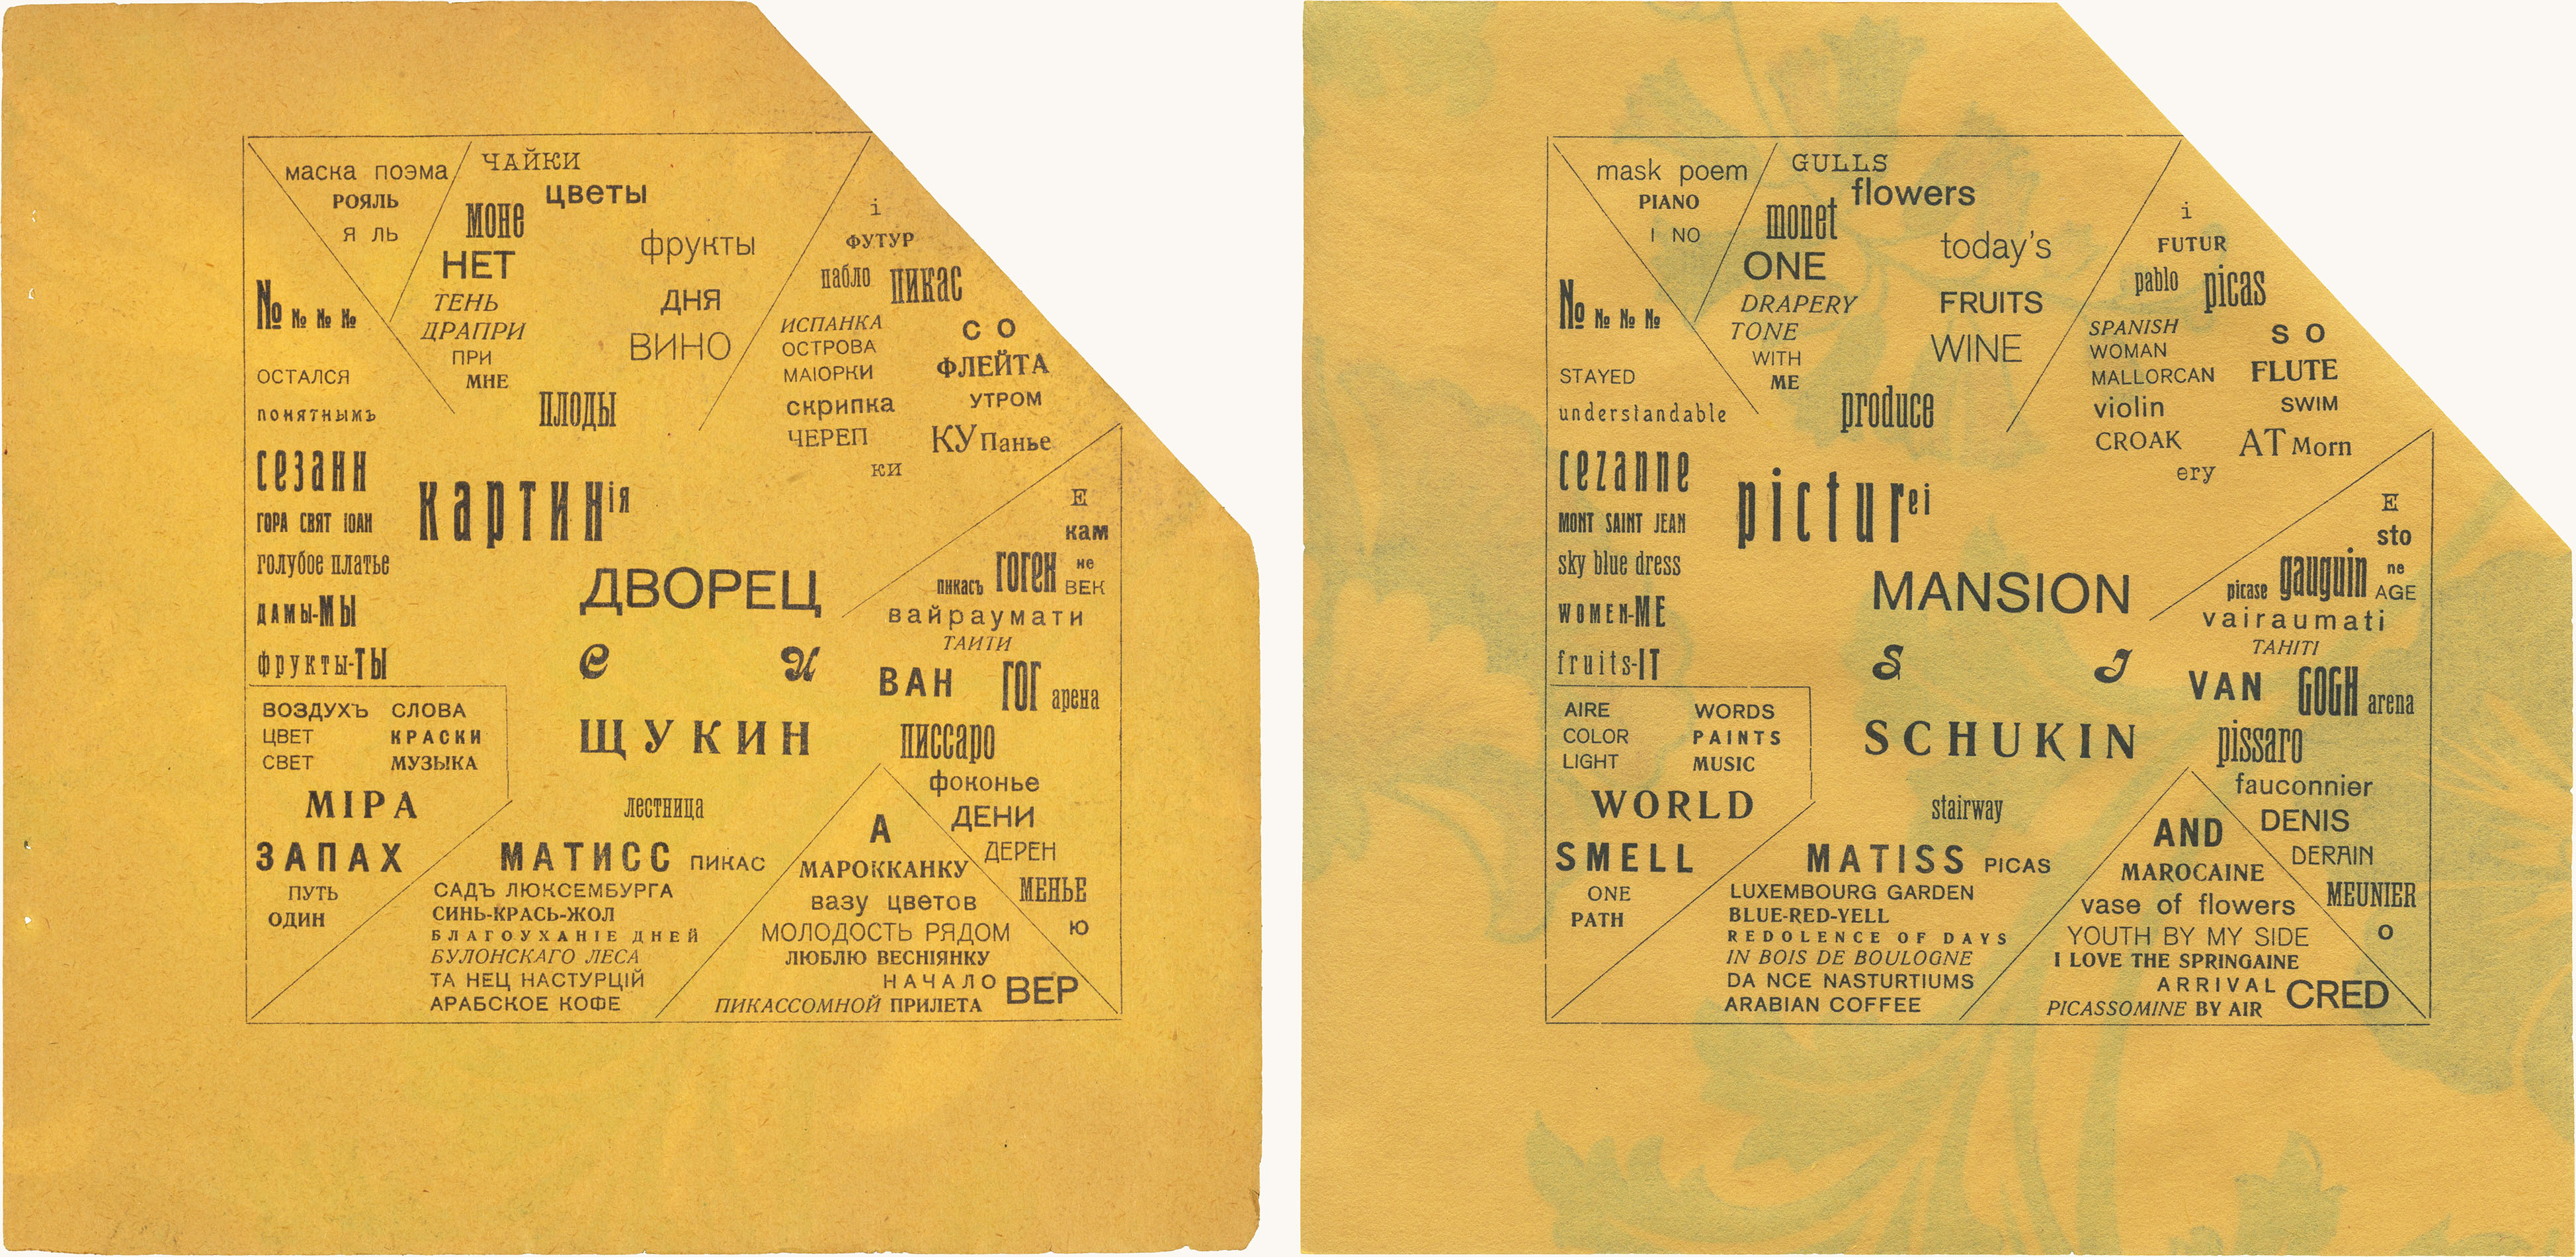 маска поэма
РОЯЛЬ
Я ЛЬ
ЧАЙКИ
цветы
моне
НЕТ
ТЕНЬ
ДРАПРИ
ПРИ
МНЕ
фрукты
ДНЯ
ВИНО
плоды
і
ФУТУР
пабло пикас
ИСПАНКА
ОСТРОВА
МАІОРКИ
скрипка
ЧЕРЕП
ки
С О
ФЛЕЙТА
УТРОМ
КУПанье
№ № № №
ОСТАЛСЯ
понятнымъ
сезанн
ГОРА СВЯТ ІОАН
голубое платье
ДАМЫ-МЫ
фрукты-ТЫ
картинія
ДВОРЕЦ
С И
ЩУКИН
лестница
Е
кам
не
пикасъ гоген ВЕК
вайраумати
ТАИТИ
ВАН ГОГ арена
писсаро
фоконье
ДЕНИ
ДЕРЕН
МЕНЬЕ
Ю
ВОЗДУХЪ СЛОВА
ЦВЕТ КРАСКИ
СВЕТ МУЗЫКА
МІРА
ЗАПАХ
ПУТЬ
ОДИН
МАТИСС ПИКАС
САДЪ ЛЮКСЕМБУРГА
СИНЬ-КРАСЬ-ЖОЛ
БЛАГОУХАНІЕ ДНЕЙ
БУЛОНСКАГО ЛЕСА
ТА НЕЦ НАСТУРЦІЙ
АРАБСКОЕ КОФЕ
А
МАРОККАНКУ
вазу цветов
МОЛОДОСТЬ РЯДОМ
ЛЮБЛЮ ВЕСНІЯНКУ
НАЧАЛО
ПИКАССОМНОЙ ПРИЛЕТА
ВЕР
mask poem
PIANO
I NO
GULLS
flowers
monet
ONE
DRAPERY
TONE
WITH
ME
today's
FRUITS
WINE
produce
i
FUTUR
pablo picas
SPANISH
WOMAN
MALLORCAN
violin
CROAK
ery
S O
FLUTE
SWIM
AT Morn
№ № № №
STAYED
understandable
cezanne
MONT SAINT JEAN
sky blue dress
WOMEN-ME
fruits-IT
picturei
MANSION
S I
SCHUKIN
stairway
E
sto
ne
picase gauguin AGE
vairaumati
TAHITI
VAN GOGH arena
pissaro
fauconnier
DENIS
DERAIN
MEUNIER
O
AIRE WORDS
COLOR PAINTS
LIGHT MUSIC
WORLD
SMELL
ONE
PATH
MATISS PICAS
LUXEMBOURG GARDEN
BLUE-RED-YELL
REDOLENCE OF DAYS
IN BOIS DE BOULOGNE
DA NCE NASTURTIUMS
ARABIAN COFFEE
AND
MAROCAINE
vase of flowers
YOUTH BY MY SIDE
I LOVE THE SPRINGAINE
ARRIVAL
PICASSOMINE BY AIR
CRED